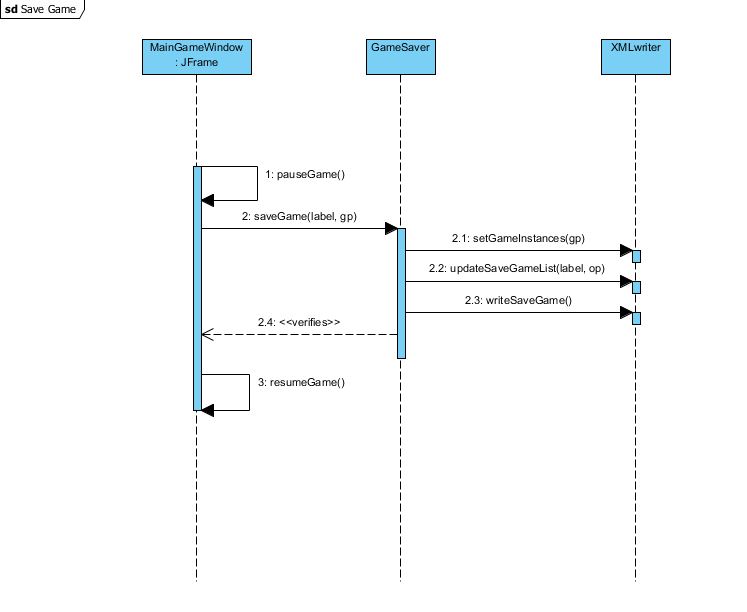 sd Save Game
MainGameWindow
: JFrame
GameSaver
XMLwriter
1: pauseGame()
2: saveGame(label, gp)
2.1: setGameInstances(gp)
2.2: updateSaveGameList(label, op)
2.3: writeSaveGame()
2.4: <<verifies>>
3: resumeGame()